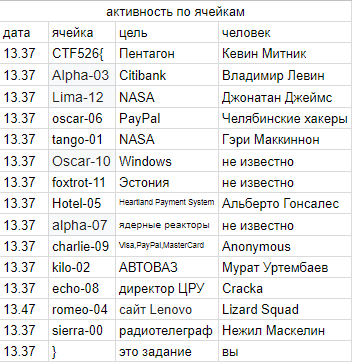 активность по ячейкам
дата ячейка цель человек
13.37 CTF526{ Пентагон Кевин Митник
13.37 Alpha-03 Citibank Владимир Левин
13.37 Lima-12 NASA Джонатан Джеймс
13.37 oscar-06 PayPal Челябинские хакеры
13.37 tango-01 NASA Гэри Маккиннон
13.37 Oscar-10 Windows не известно
13.37 foxtrot-11 Эстония не известно
13.37 Hotel-05 Heartland Payment System Альберто Гонсалес
13.37 alpha-07 ядерные реакторы не известно
13.37 charlie-09 Visa,PayPal,MasterCard Anonymous
13.37 kilo-02 АВТОВАЗ Мурат Уртембаев
13.37 echo-08 директор ЦРУ Cracka
13.47 romeo-04 сайт Lenovo Lizard Squad
13.37 sierra-00 радиотелеграф Нежил Маскелин
13.37 } это задание вы